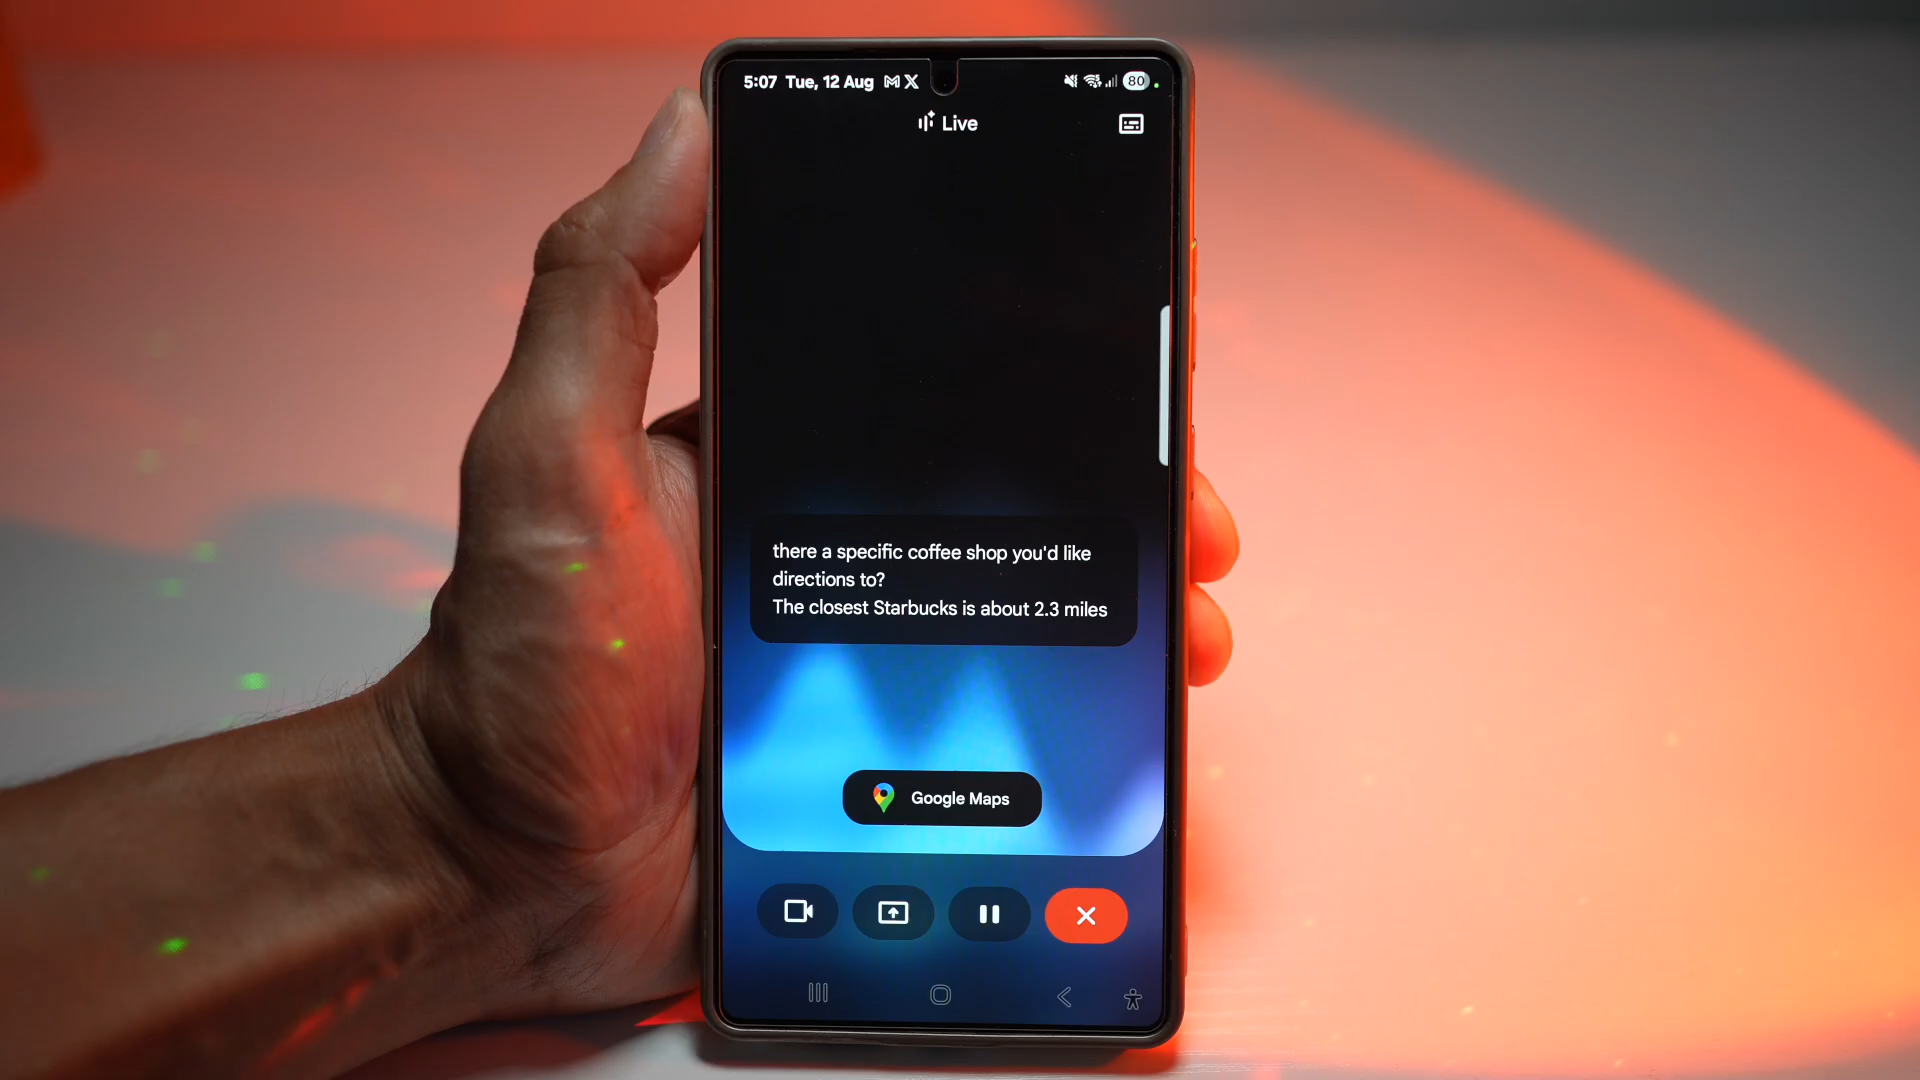 5:07 Tue, 12 Aug
80
Live
there a specific coffee shop you'd like
directions to?
The closest Starbucks is about 2.3 miles
Google Maps